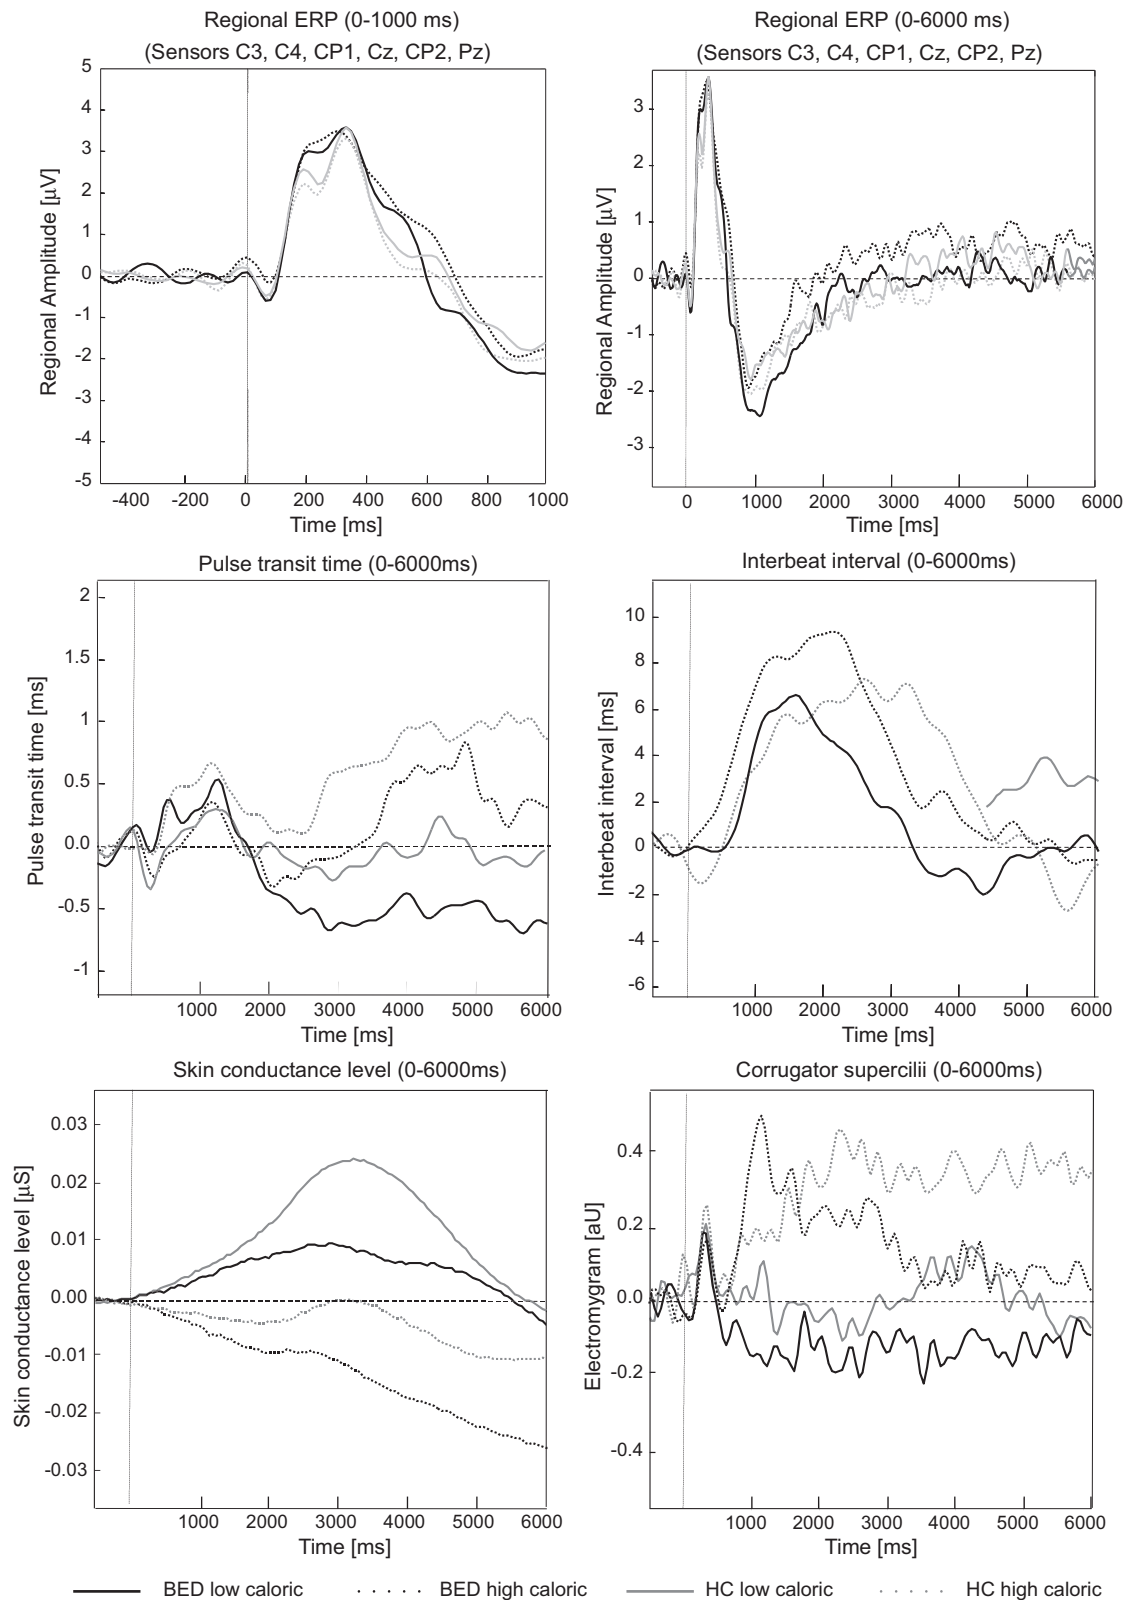 Regional ERP (0-1000 ms)
(Sensors C3, C4, CP1, Cz, CP2, Pz)
Regional Amplitude [µV]
5
4
3
2
1
0
-1
-2
-3
-4
-5
-400 -200 0 200 400 600 800 1000
Time [ms]
Regional ERP (0-6000 ms)
(Sensors C3, C4, CP1, Cz, CP2, Pz)
Regional Amplitude [µV]
3
2
1
0
-1
-2
-3
0 1000 2000 3000 4000 5000 6000
Time [ms]
Pulse transit time (0-6000ms)
Pulse transit time [ms]
2
1.5
1
0.5
0.0
-0.5
-1
1000 2000 3000 4000 5000 6000
Time [ms]
Interbeat interval (0-6000ms)
Interbeat interval [ms]
10
8
6
4
2
0
-2
-4
-6
1000 2000 3000 4000 5000 6000
Time [ms]
Skin conductance level (0-6000ms)
Skin conductance level [µS]
0.03
0.02
0.01
0.00
-0.01
-0.02
-0.03
1000 2000 3000 4000 5000 6000
Time [ms]
Corrugator supercilii (0-6000ms)
Electromygram [aU]
0.4
0.2
0.0
-0.2
-0.4
1000 2000 3000 4000 5000 6000
Time [ms]
BED low caloric BED high caloric HC low caloric HC high caloric